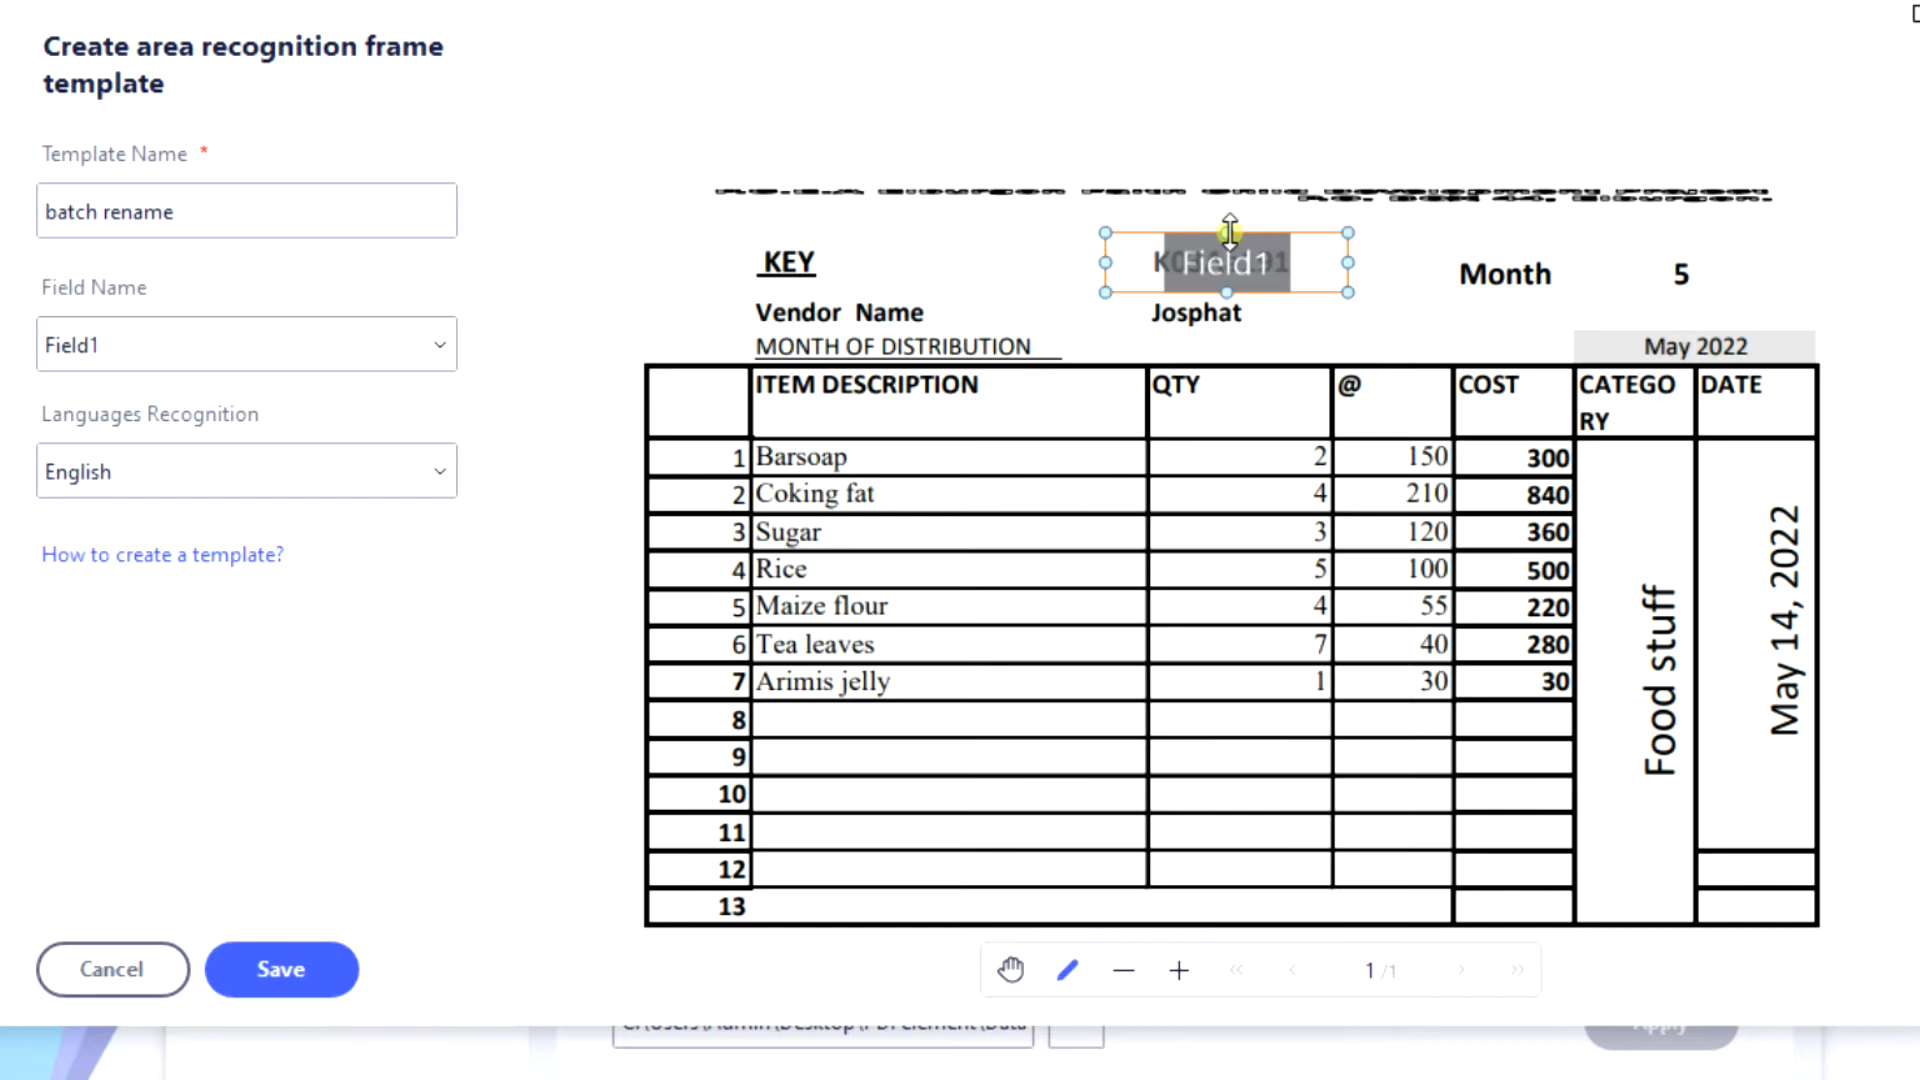 Create area recognition frame
template
Template Name *
batch rename
Field Name
Field1
Languages Recognition
English
How to create a template?
Cancel
Save
KEY
Field1
Month 5
Vendor Name Josphat
MONTH OF DISTRIBUTION
May 2022
ITEM DESCRIPTION QTY @ COST CATEGO
RY DATE
1 Barsoap 2 150 300
2 Coking fat 4 210 840
3 Sugar 3 120 360
4 Rice 5 100 500
5 Maize flour 4 55 220
6 Tea leaves 7 40 280
7 Arimis jelly 1 30 30
8
9
10
11
12
13
Food stuff
May 14, 2022
1 /1
Apply